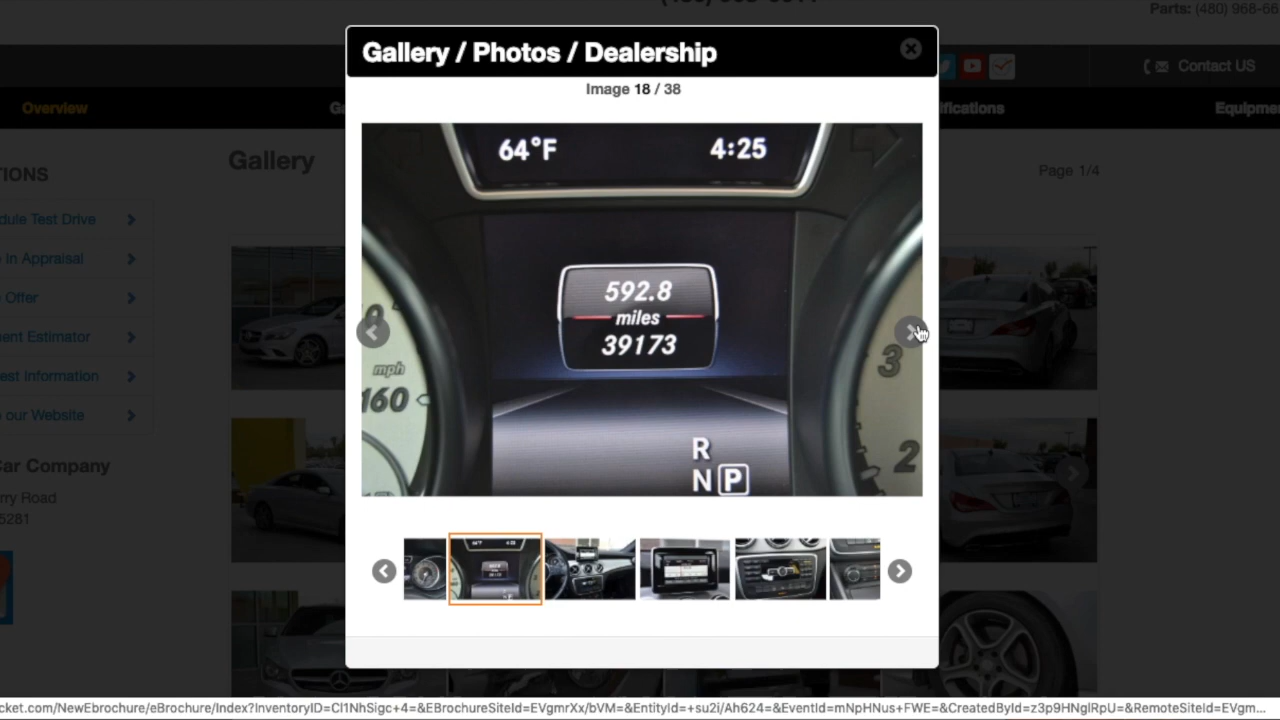 Parts: (480) 968-66
Contact US
Overview
ifications
Equipme
Gallery / Photos / Dealership
Image 18 / 38
Gallery
Page 1/4
TIONS
dule Test Drive
In Appraisal
Offer
ent Estimator
est Information
our Website
Car Company
rry Road
5281
64°F 4:25
592.8
miles
39173
mph
160
3
2
R
N P
cket.com/NewEbrochure/eBrochure/Index?InventoryID=CI1NhSigc+4=&EBrochureSiteId=EVgmrXx/bVM=&EntityId=+su2i/Ah624=&EventId=mNpHNus+FWE=&CreatedById=z3p9HNglRpU=&RemoteSiteId=EVgm...